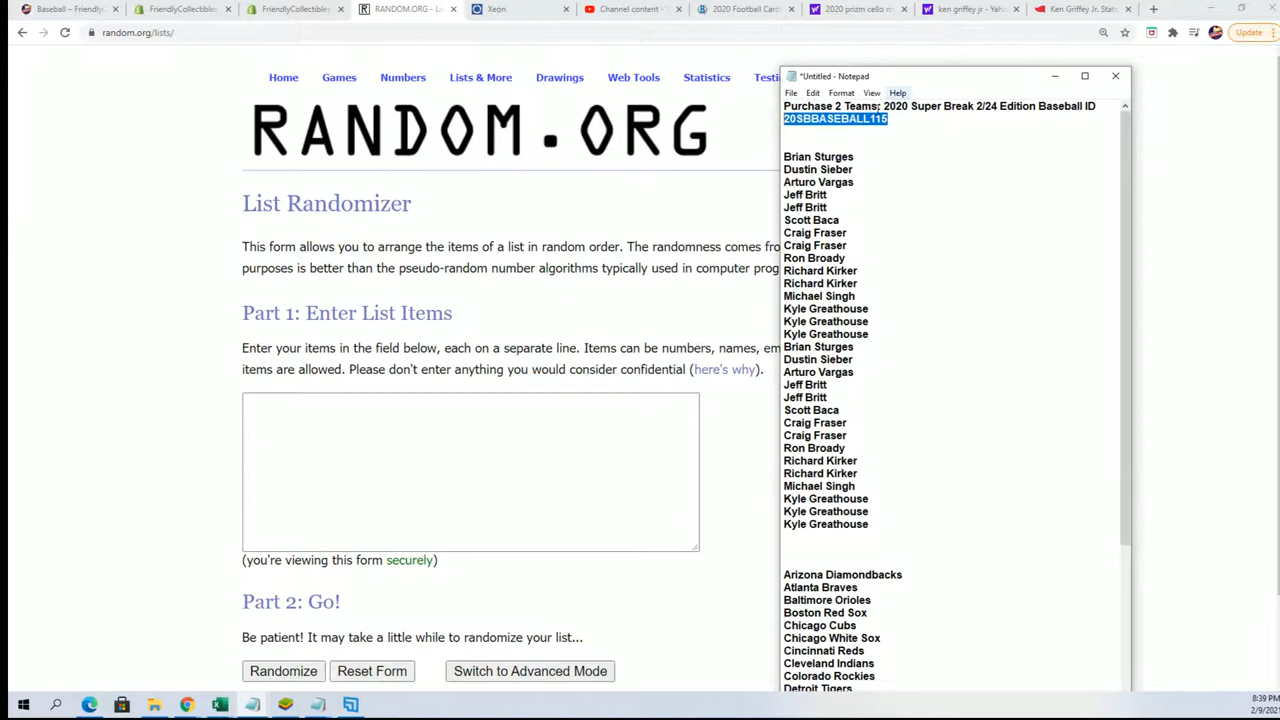 Baseball – Friendly
FriendlyCollectibles
FriendlyCollectibles
RANDOM.ORG - Li
Xeon
Channel content - Y
2020 Football Card
2020 prizm cello m
ken griffey jr - Yaho
Ken Griffey Jr. Stats
random.org/lists/
Update
Home Games Numbers Lists & More Drawings Web Tools Statistics Testi
RANDOM.ORG
List Randomizer
This form allows you to arrange the items of a list in random order. The randomness comes fro
purposes is better than the pseudo-random number algorithms typically used in computer prog
Part 1: Enter List Items
Enter your items in the field below, each on a separate line. Items can be numbers, names, em
items are allowed. Please don't enter anything you would consider confidential (here's why).
(you're viewing this form securely)
Part 2: Go!
Be patient! It may take a little while to randomize your list...
Randomize Reset Form Switch to Advanced Mode
*Untitled - Notepad
File Edit Format View Help
Purchase 2 Teams: 2020 Super Break 2/24 Edition Baseball ID
20SBBASEBALL115
Brian Sturges
Dustin Sieber
Arturo Vargas
Jeff Britt
Jeff Britt
Scott Baca
Craig Fraser
Craig Fraser
Ron Broady
Richard Kirker
Richard Kirker
Michael Singh
Kyle Greathouse
Kyle Greathouse
Kyle Greathouse
Brian Sturges
Dustin Sieber
Arturo Vargas
Jeff Britt
Jeff Britt
Scott Baca
Craig Fraser
Craig Fraser
Ron Broady
Richard Kirker
Richard Kirker
Michael Singh
Kyle Greathouse
Kyle Greathouse
Kyle Greathouse
Arizona Diamondbacks
Atlanta Braves
Baltimore Orioles
Boston Red Sox
Chicago Cubs
Chicago White Sox
Cincinnati Reds
Cleveland Indians
Colorado Rockies
Detroit Tigers
8:39 PM
2/9/2021